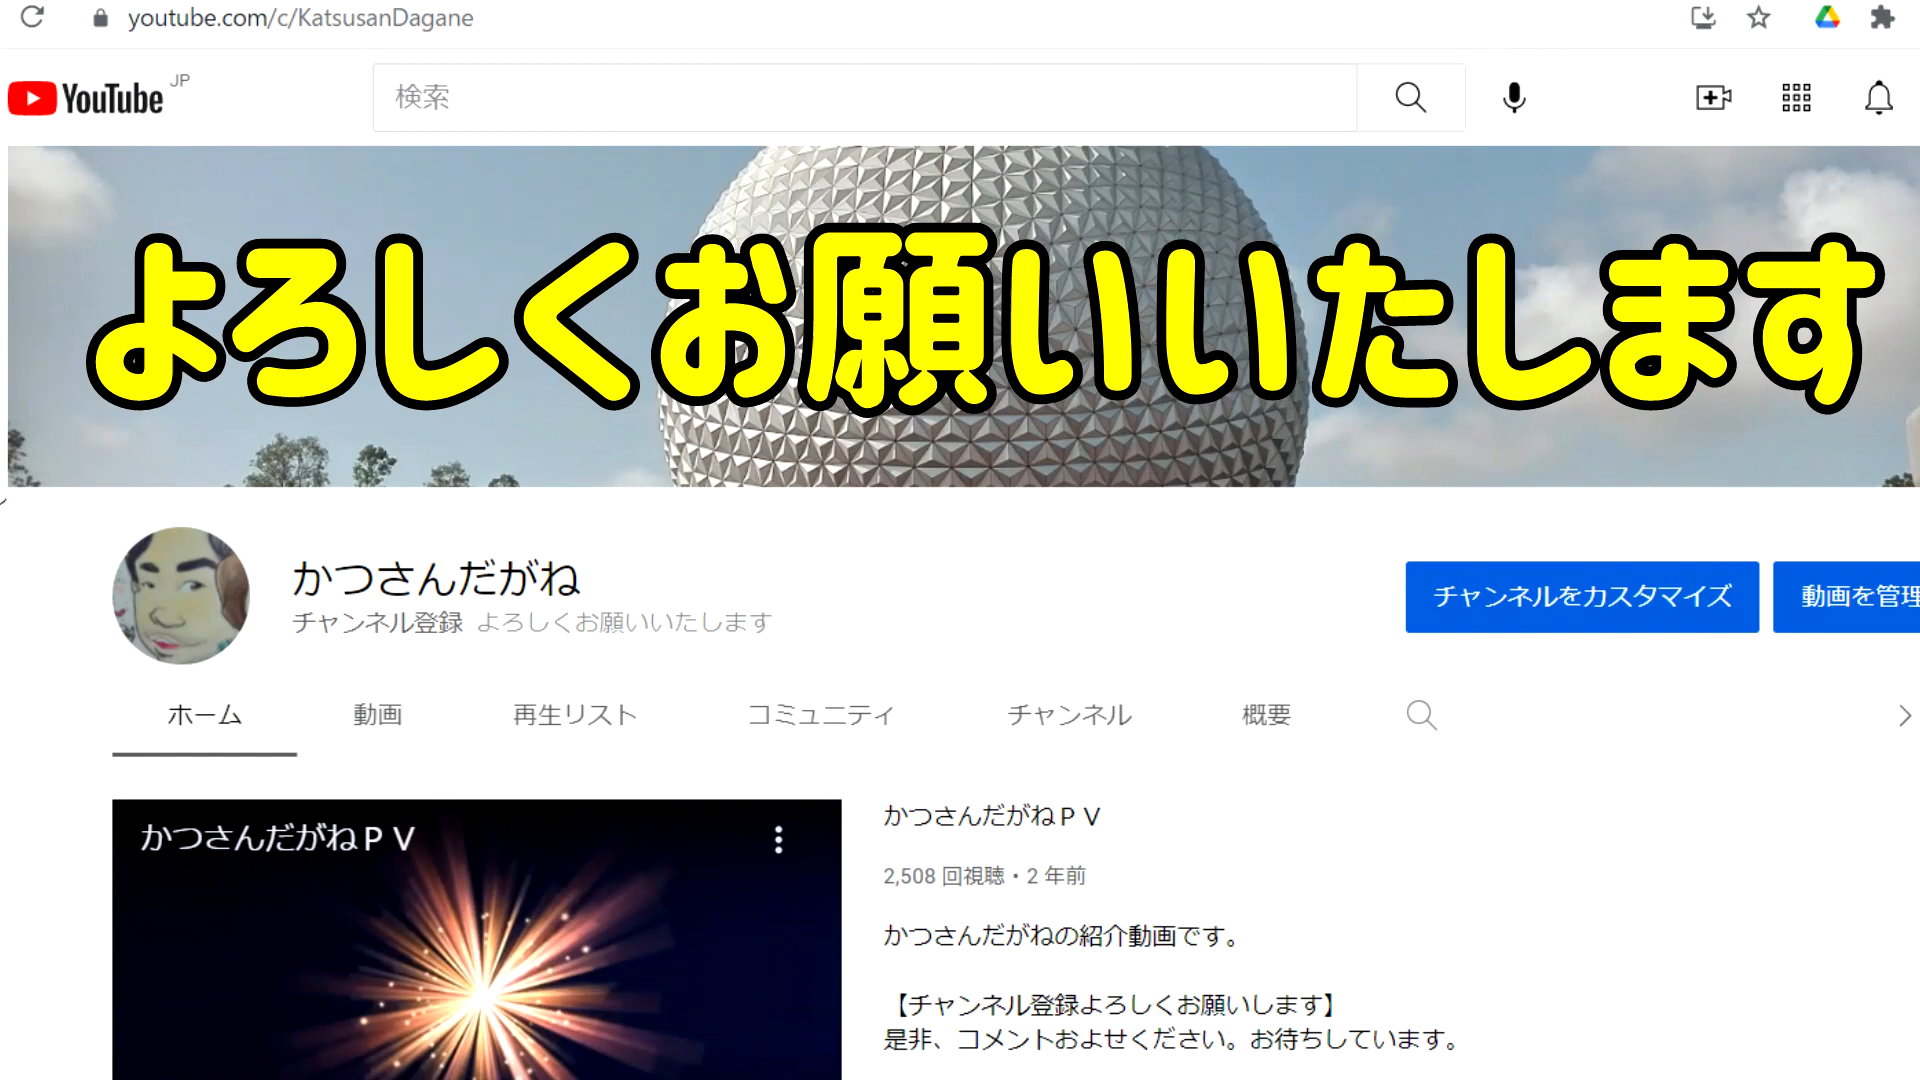 youtube.com/c/KatsusanDagane
YouTube JP
検索
よろしくお願いいたします
かつさんだがね
チャンネル登録 よろしくお願いいたします
チャンネルをカスタマイズ
動画を管理
ホーム 動画 再生リスト コミュニティ チャンネル 概要
かつさんだがねＰＶ
かつさんだがねＰＶ
2,508 回視聴・2 年前
かつさんだがねの紹介動画です。
【チャンネル登録よろしくお願いします】
是非、コメントおよせください。お待ちしています。